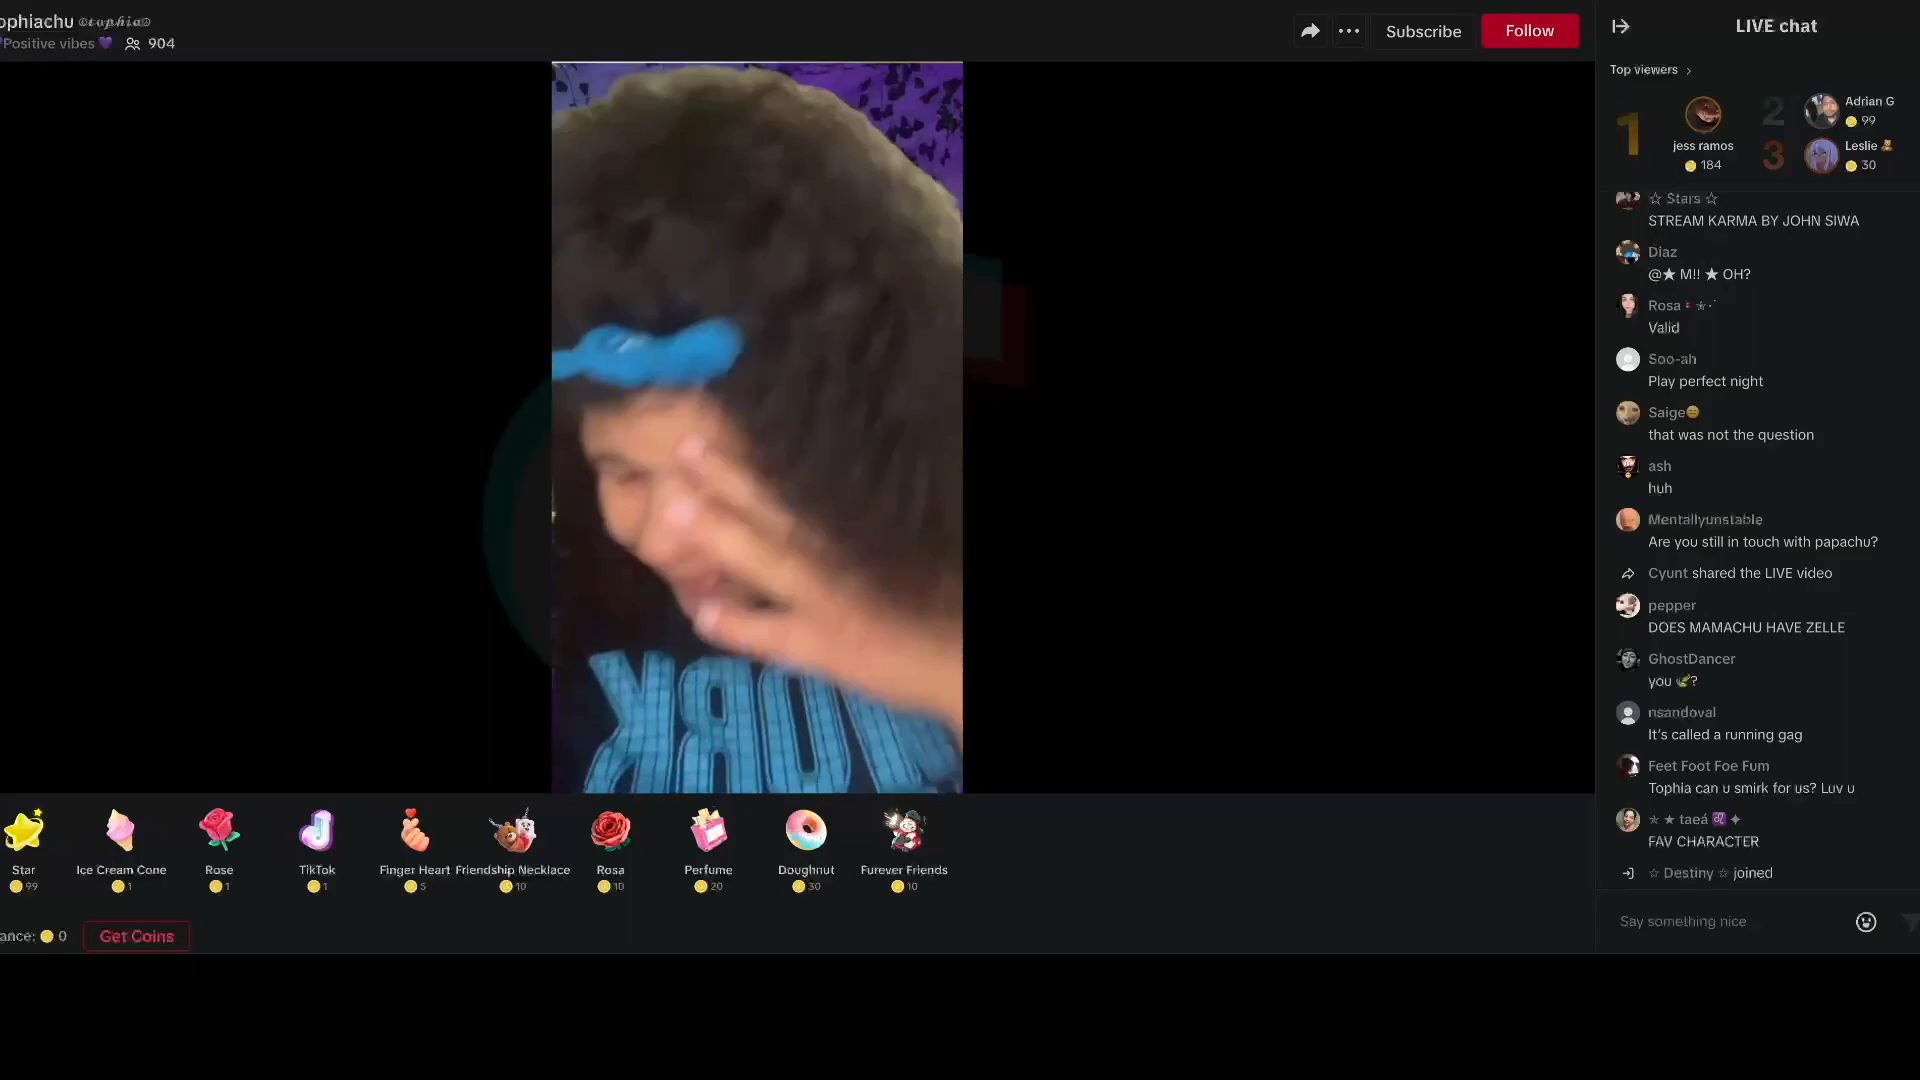 ophiachu @tophia
Positive vibes 💜 904
Subscribe
Follow
LIVE chat
Top viewers >
1
jess ramos
184
2
Adrian G
99
3
Leslie 🧸
30
☆ Stars ☆
STREAM KARMA BY JOHN SIWA
Diaz
@★ M!! ★ OH?
Rosa
Valid
Soo-ah
Play perfect night
Saige😑
that was not the question
ash
huh
Mentallyunstable
Are you still in touch with papachu?
Cyunt shared the LIVE video
pepper
DOES MAMACHU HAVE ZELLE
GhostDancer
you 🫛?
nsandoval
It's called a running gag
Feet Foot Foe Fum
Tophia can u smirk for us? Luv u
✭ ★ taeá ♌ ✦
FAV CHARACTER
☆ Destiny ☆ joined
Say something nice
YORK
Star
99
Ice Cream Cone
1
Rose
1
TikTok
1
Finger Heart
5
Friendship Necklace
10
Rosa
10
Perfume
20
Doughnut
30
Furever Friends
10
ance: 0
Get Coins